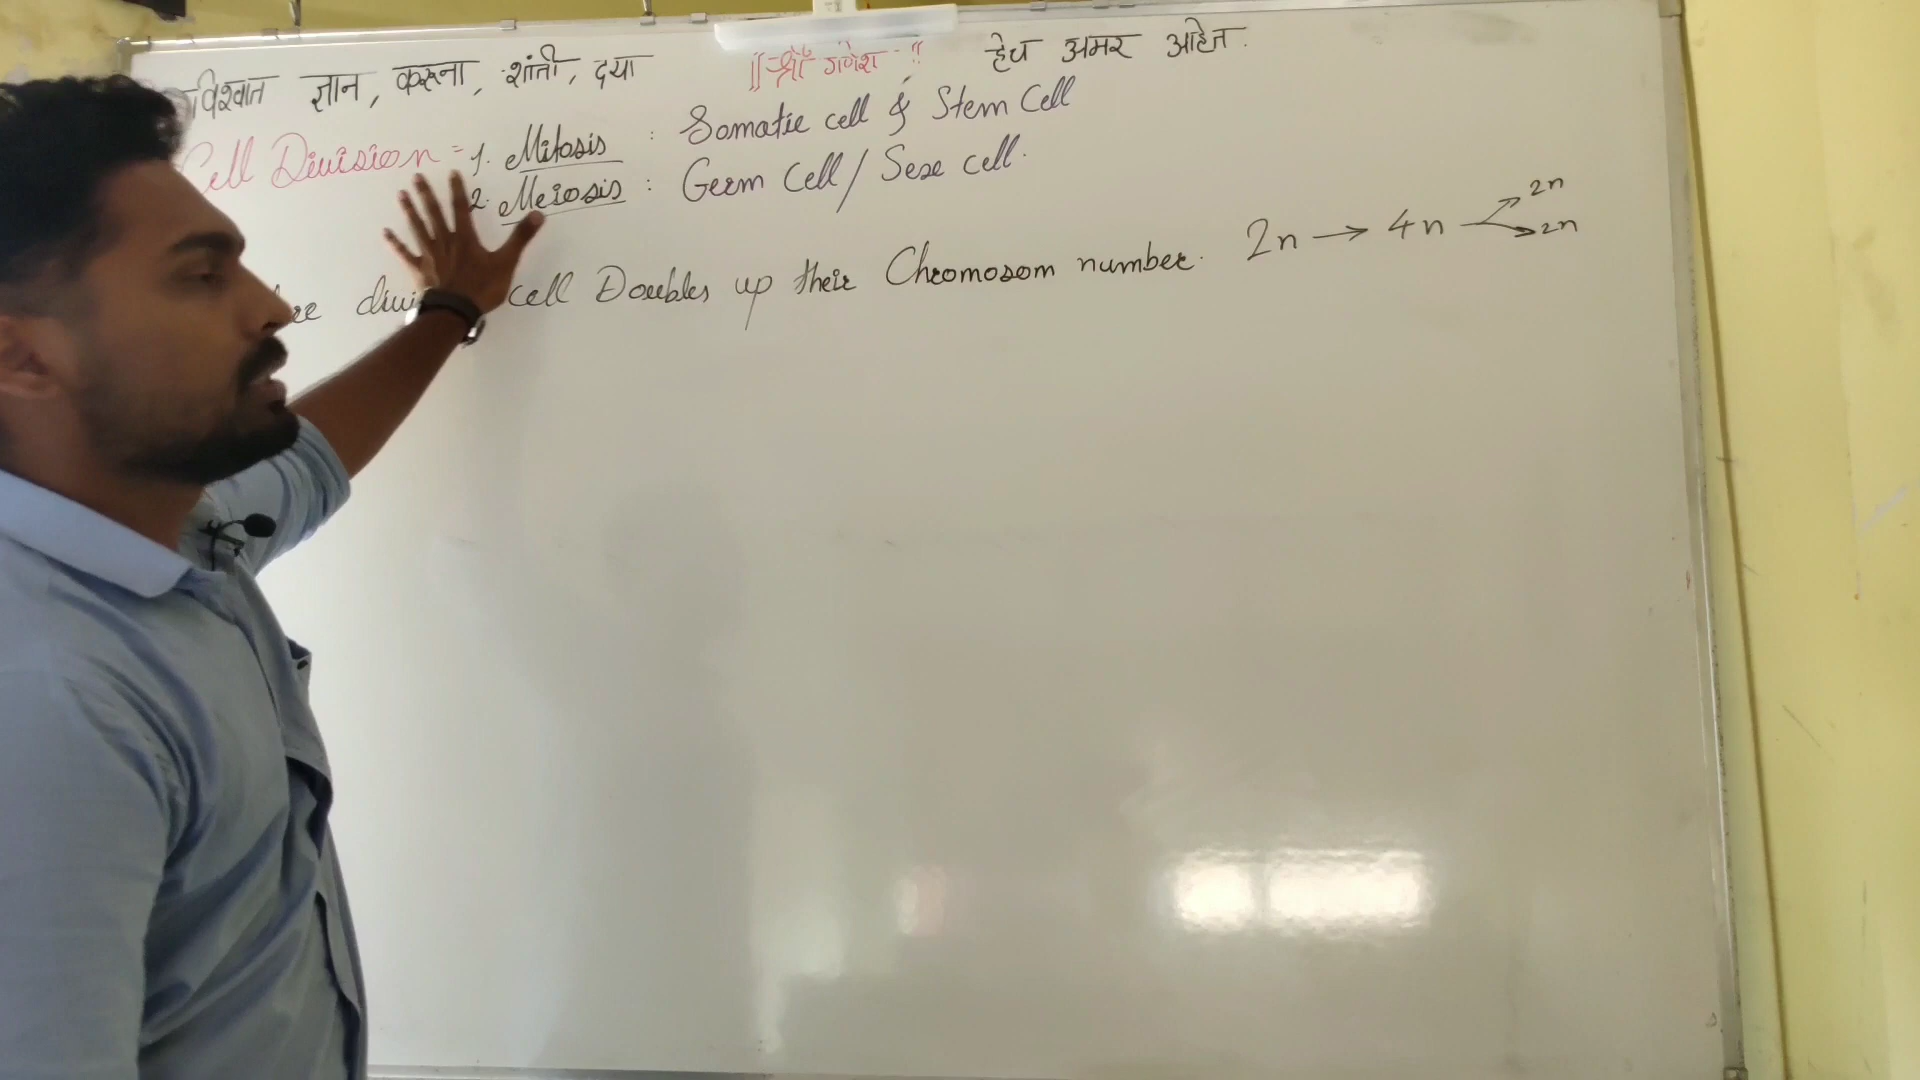 विश्वात ज्ञान, करूना, शांती, दया ॥ श्री गणेश ॥ हेच अमर आहेत.
Cell Division = 1. Mitosis : Somatic cell & Stem Cell
2. Meiosis : Germ Cell / Sex cell.
cell Doubles up their Chromosom number. 2n → 4n → 2n
2n